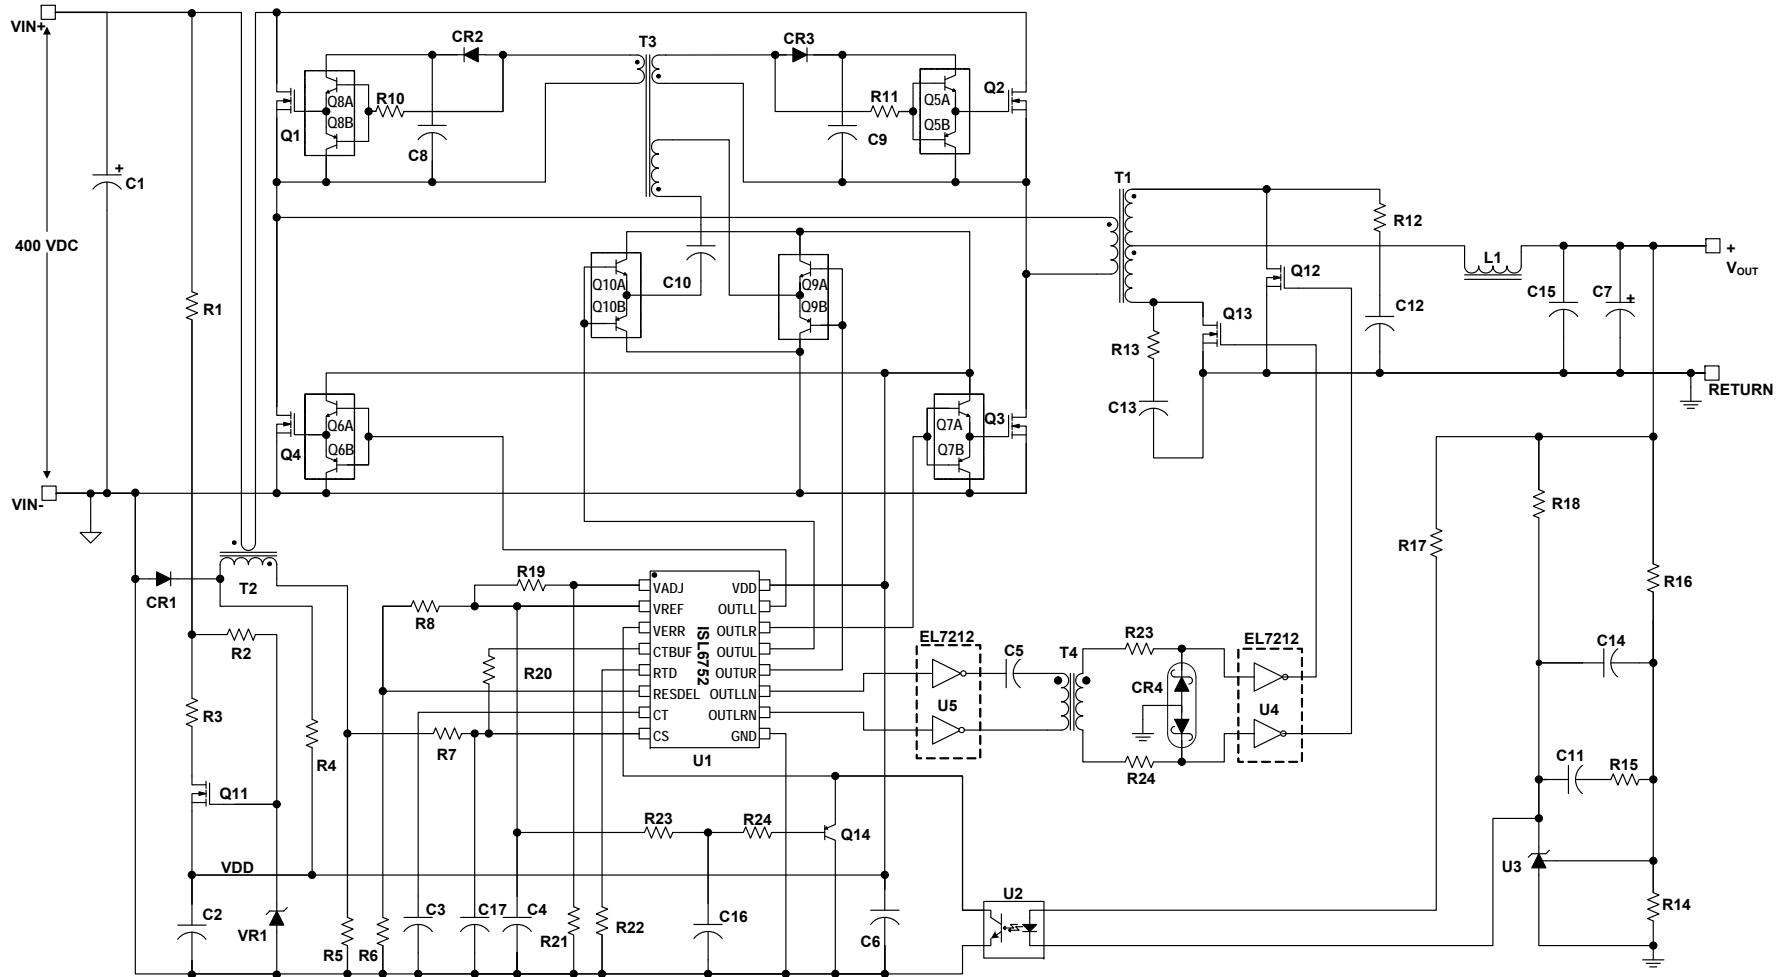 VIN+
CR2
T3
CR3
Q8A
Q8B
R10
Q1
C8
R11
C9
Q5A
Q5B
Q2
C1
T1
R12
400 VDC
+
VOUT
L1
Q10A
Q10B
C10
Q9A
Q9B
Q12
C15
C7
+
+
R1
Q13
C12
R13
RETURN
C13
Q6A
Q6B
Q4
Q7A
Q7B
Q3
VIN-
R18
R17
T2
CR1
R19
R8
R16
VADJ
VREF
VERR
CTBUF
RTD
RESDEL
CT
CS
ISL6752
VDD
OUTLL
OUTLR
OUTUL
OUTUR
OUTLLN
OUTLRN
GND
U1
R2
R20
EL7212
C5
T4
R23
EL7212
C14
CR4
U5
U4
R3
R7
R4
R24
C11
R15
Q11
R23
R24
Q14
VDD
U3
U2
C2
VR1
R5
R6
C3
C17
C4
R21
R22
C16
C6
R14